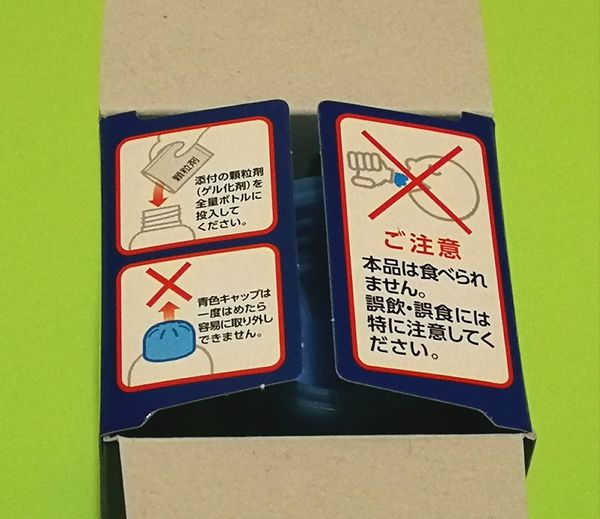 顆粒剤
添付の顆粒剤
（ゲル化剤）を
全量ボトルに
投入して
ください。
青色キャップは
一度はめたら
容易に取り外し
できません。
ご注意
本品は食べられ
ません。
誤飲・誤食には
特に注意してく
ださい。